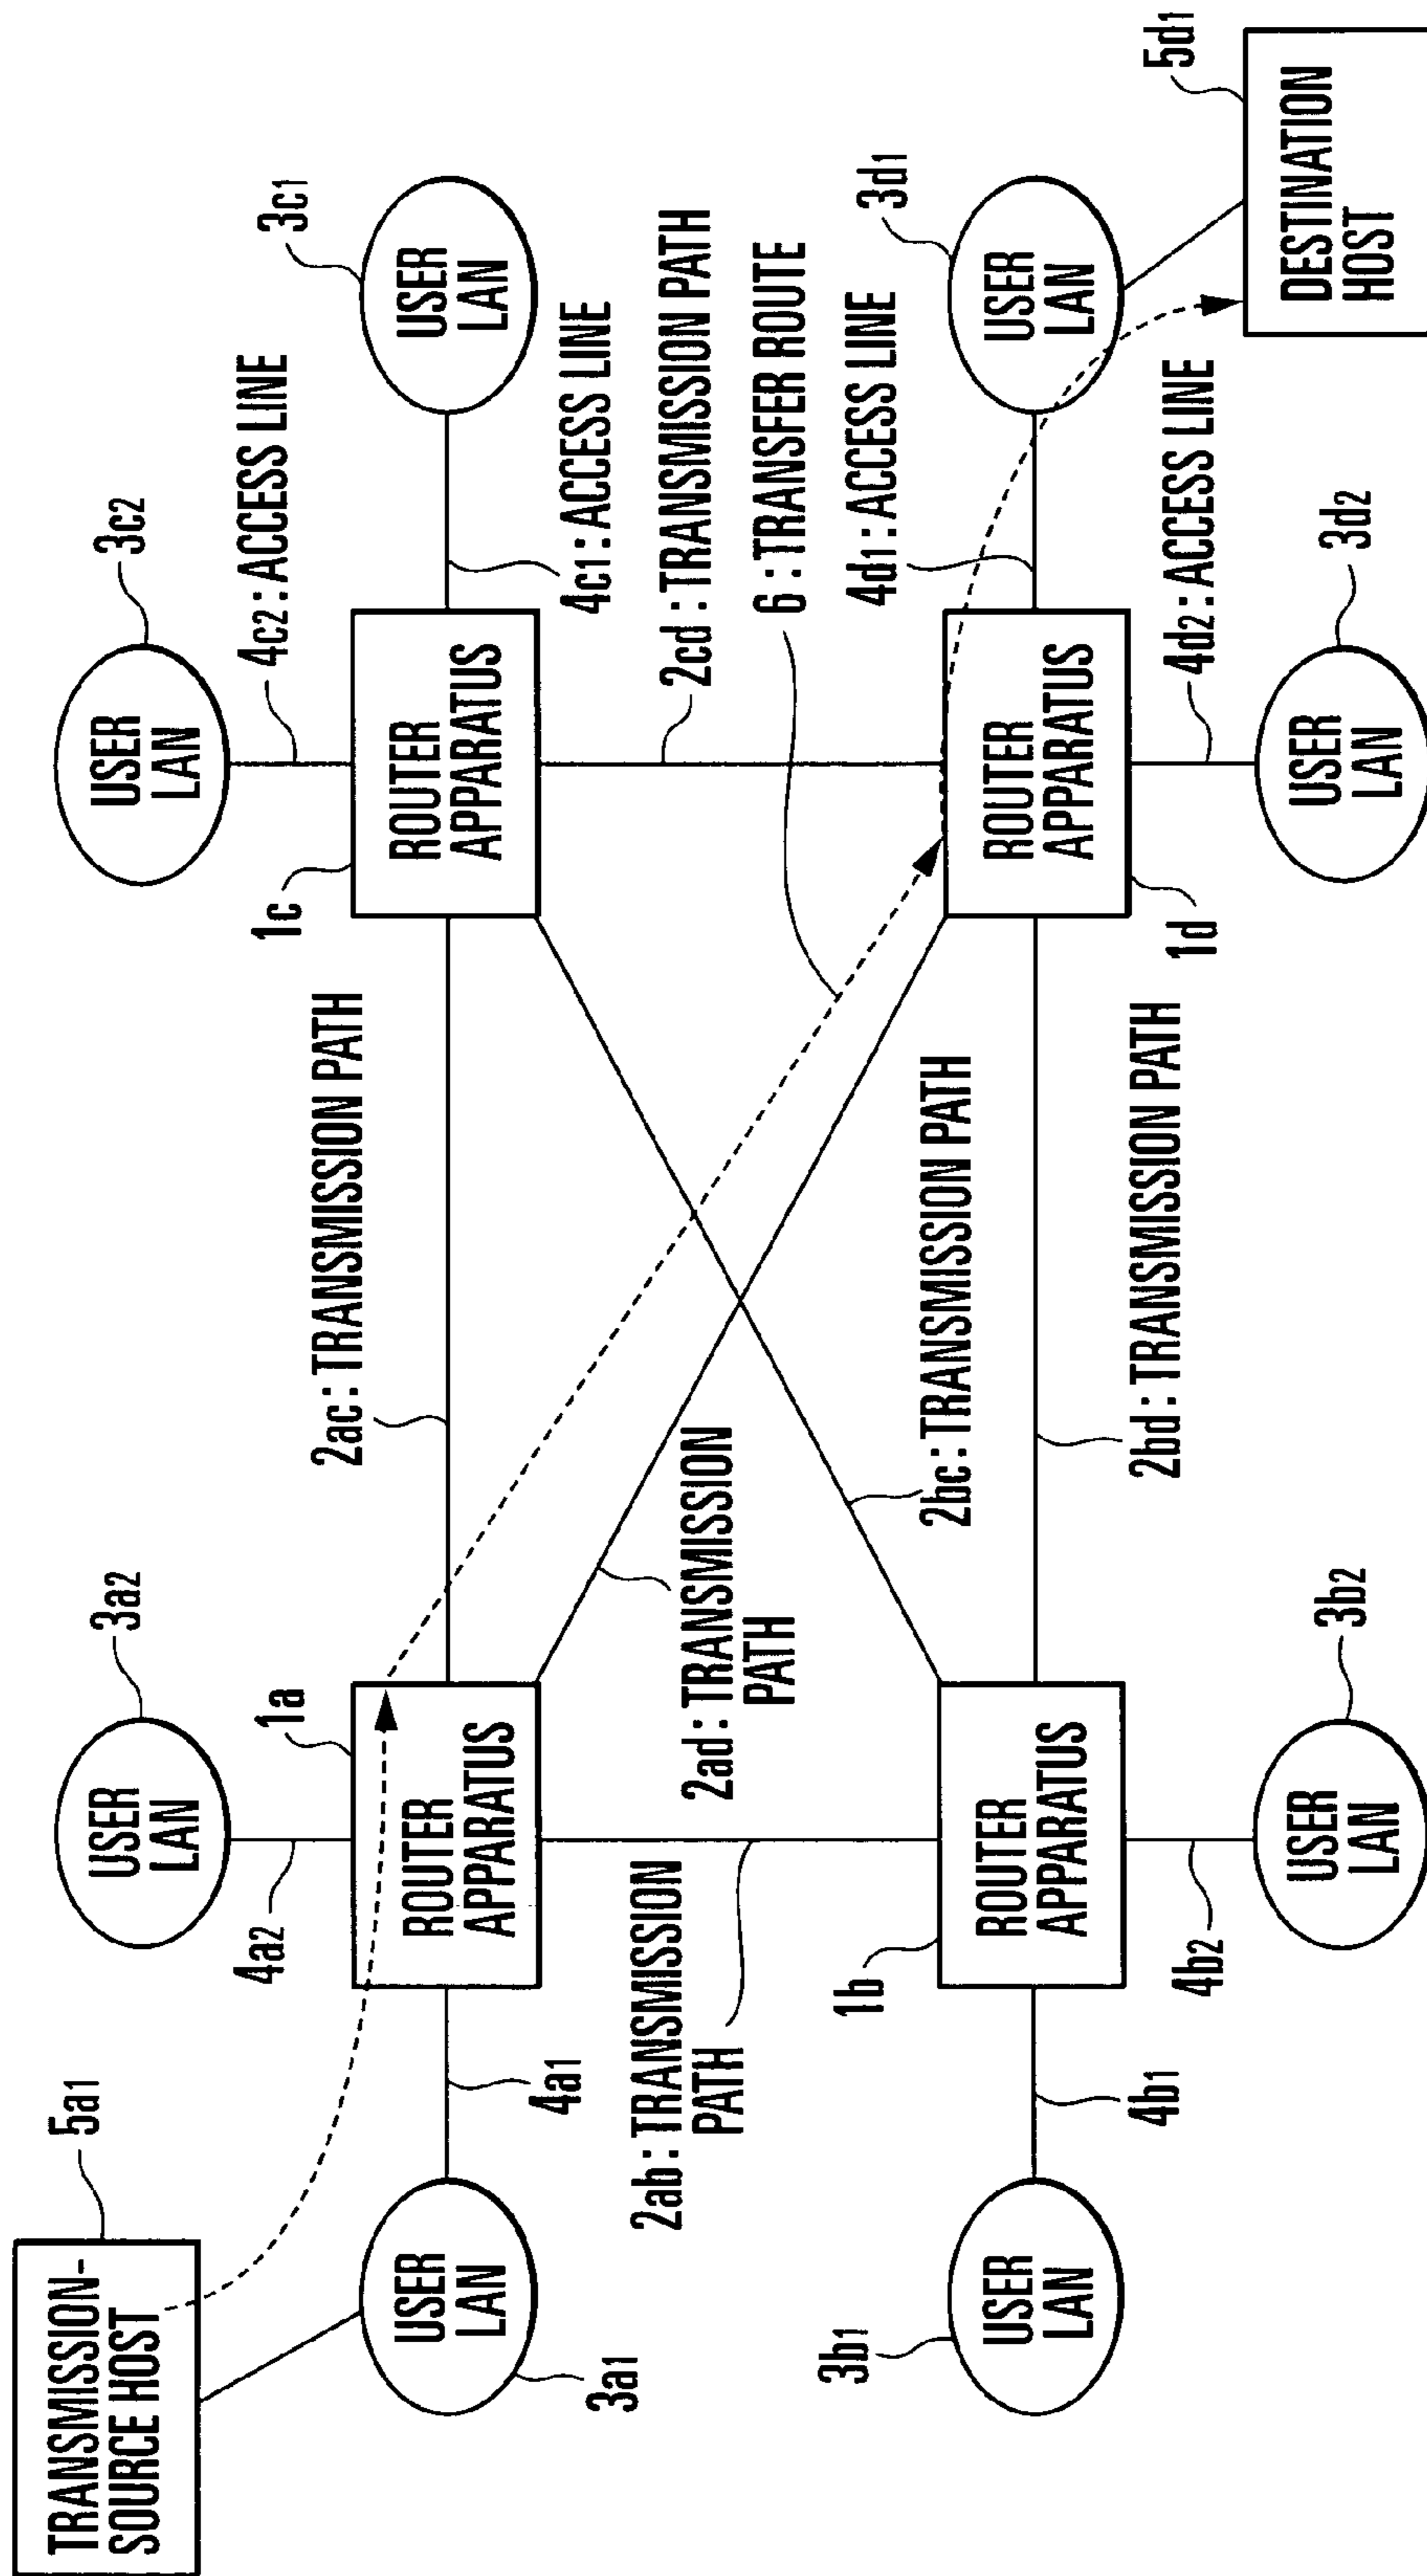 TRANSMISSION-
SOURCE HOST
5a1
3a2
USER
LAN
4a2
1a
ROUTER
APPARATUS
4a1
USER
LAN
3a1
2ac : TRANSMISSION PATH
3c2
USER
LAN
4c2 : ACCESS LINE
1c
ROUTER
APPARATUS
3c1
USER
LAN
4c1 : ACCESS LINE
2ab : TRANSMISSION
PATH
2ad : TRANSMISSION
PATH
2cd : TRANSMISSION PATH
6 : TRANSFER ROUTE
2bc : TRANSMISSION PATH
4d1 : ACCESS LINE
3d1
USER
LAN
3b1
USER
LAN
4b1
1b
ROUTER
APPARATUS
4b2
3b2
USER
LAN
2bd : TRANSMISSION PATH
1d
ROUTER
APPARATUS
4d2 : ACCESS LINE
3d2
USER
LAN
5d1
DESTINATION
HOST